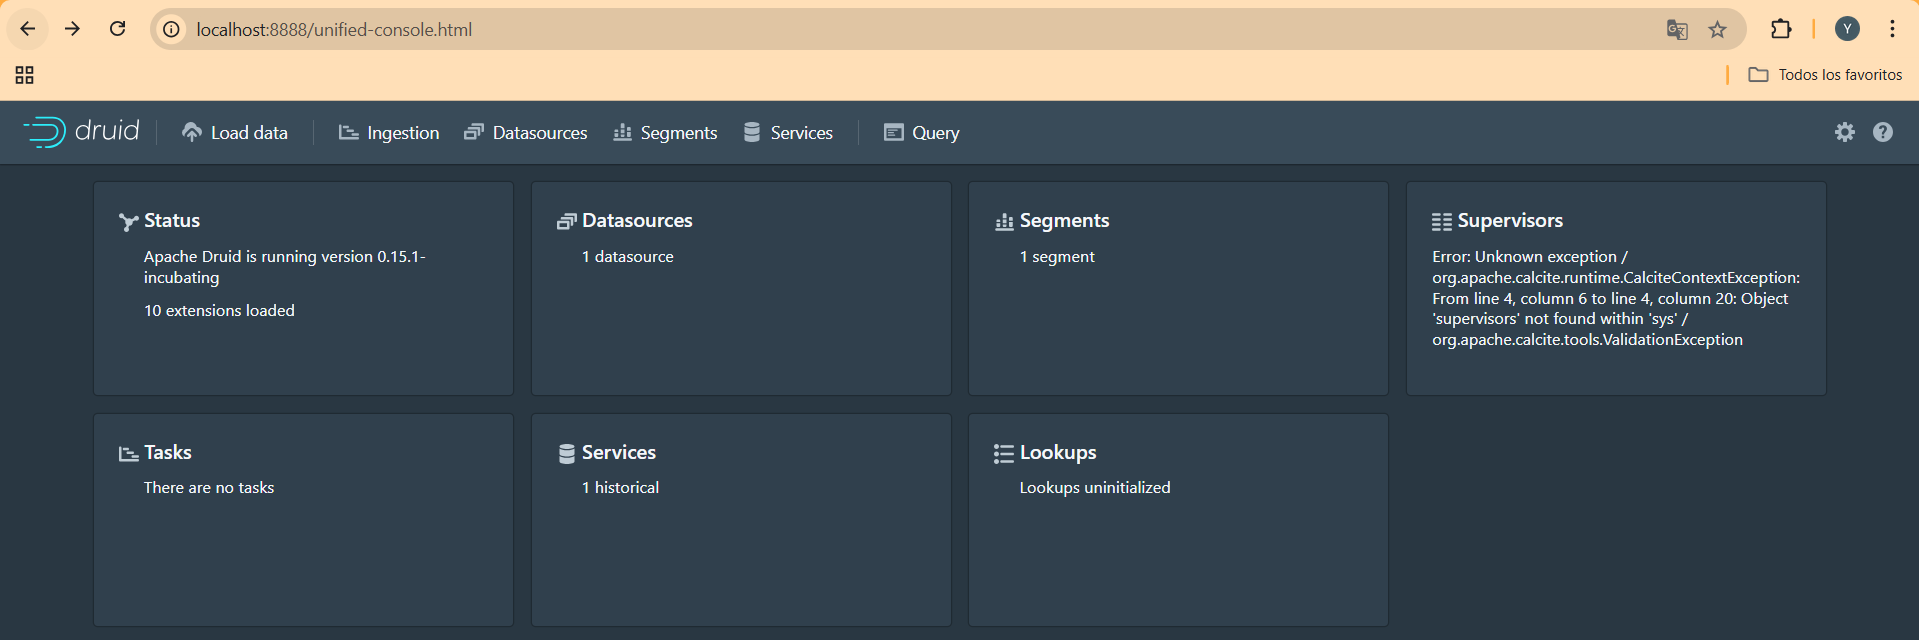 localhost:8888/unified-console.html
Y
Todos los favoritos
druid
Load data
Ingestion
Datasources
Segments
Services
Query
Status
Apache Druid is running version 0.15.1-
incubating
10 extensions loaded
Datasources
1 datasource
Segments
1 segment
Supervisors
Error: Unknown exception /
org.apache.calcite.runtime.CalciteContextException:
From line 4, column 6 to line 4, column 20: Object
'supervisors' not found within 'sys' /
org.apache.calcite.tools.ValidationException
Tasks
There are no tasks
Services
1 historical
Lookups
Lookups uninitialized